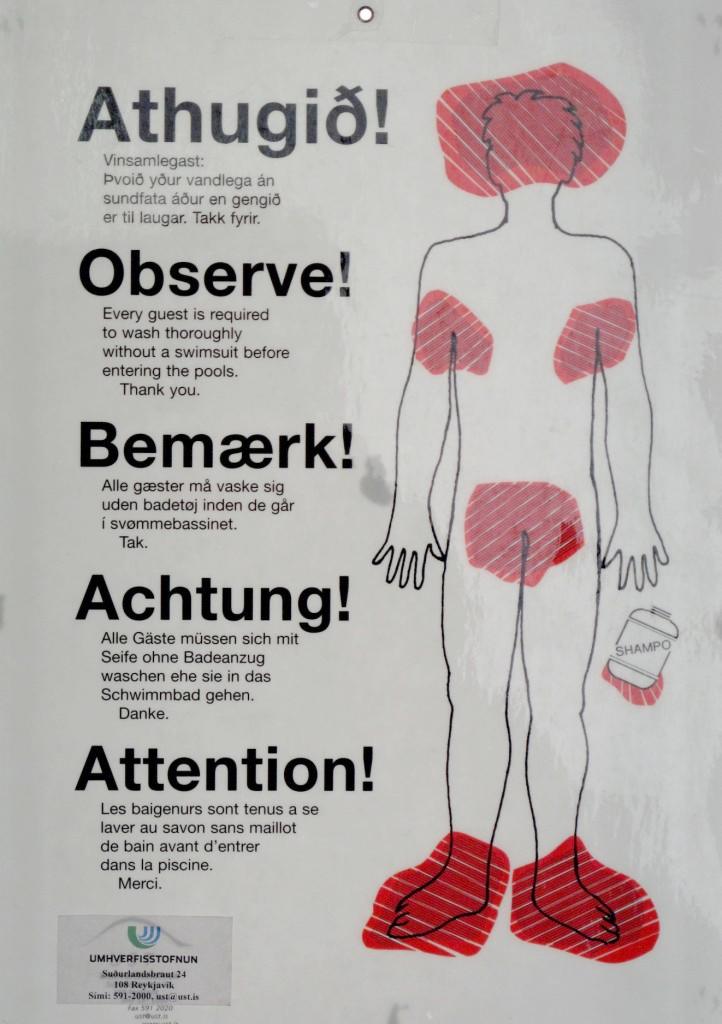 Athugið!
Vinsamlegast:
Þvoið yður vandlega án
sundfata áður en gengið
er til laugar. Takk fyrir.
Observe!
Every guest is required
to wash thoroughly
without a swimsuit before
entering the pools.
Thank you.
Bemærk!
Alle gæster må vaske sig
uden badetøj inden de går
í svømmebassinet.
Tak.
Achtung!
Alle Gäste müssen sich mit
Seife ohne Badeanzug
waschen ehe sie in das
Schwimmbad gehen.
Danke.
Attention!
Les baigenurs sont tenus a se
laver au savon sans maillot
de bain avant d'entrer
dans la piscine.
Merci.
SHAMPO
UMHVERFISSTOFNUN
Suðurlandsbraut 24
108 Reykjavík
Sími: 591-2000, ust@ust.is
Fax 591 2020
ust@ust.is